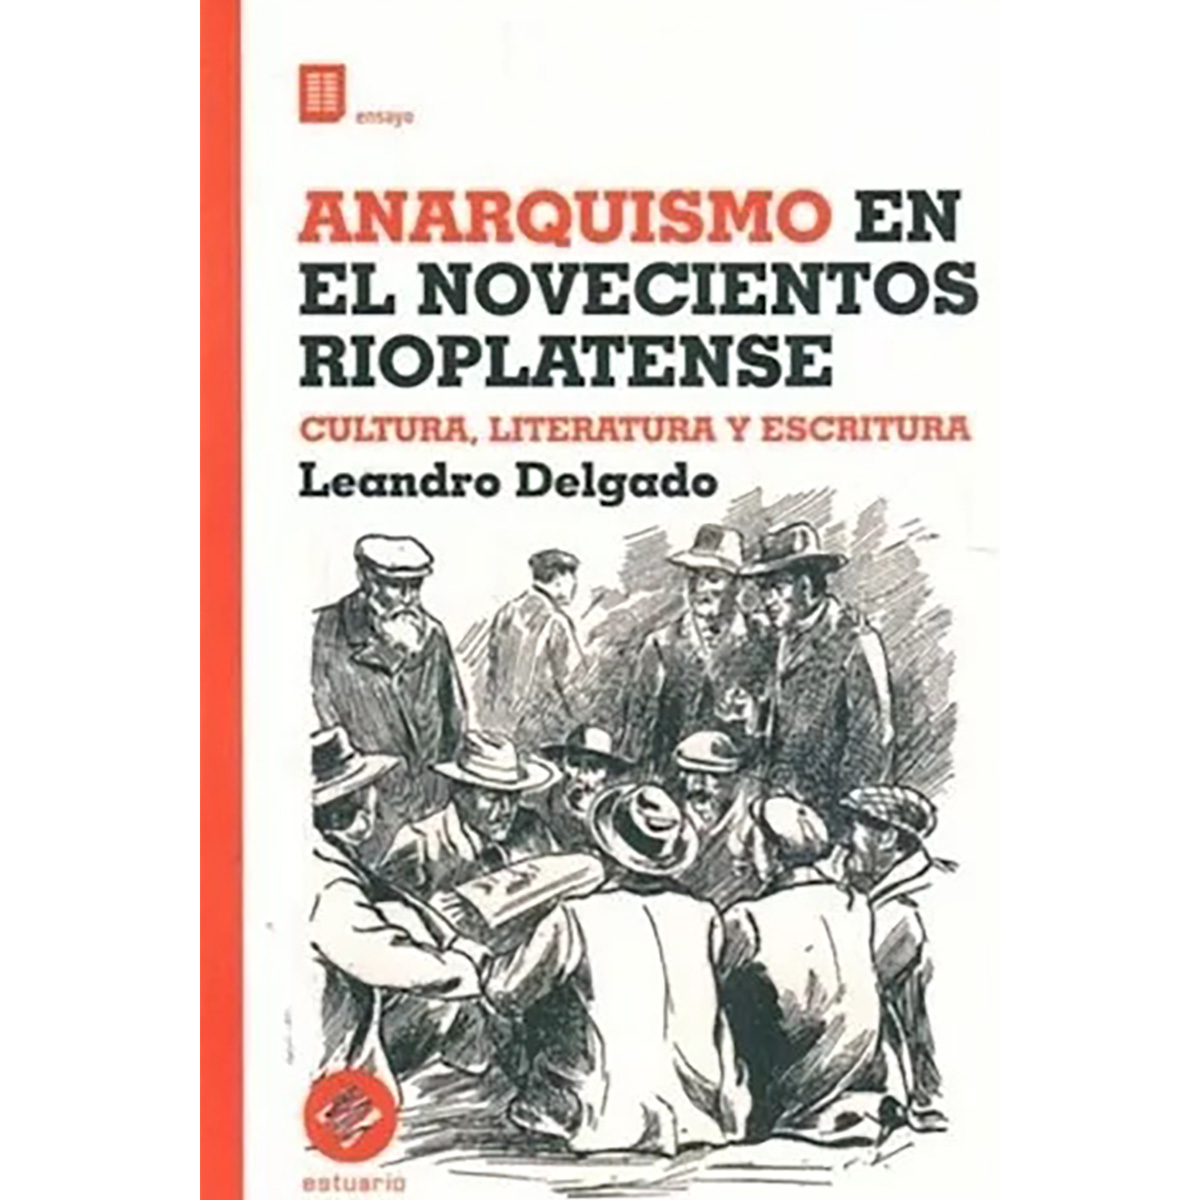 ensayo
ANARQUISMO EN
EL NOVECIENTOS
RIOPLATENSE
CULTURA, LITERATURA Y ESCRITURA
Leandro Delgado
estuario